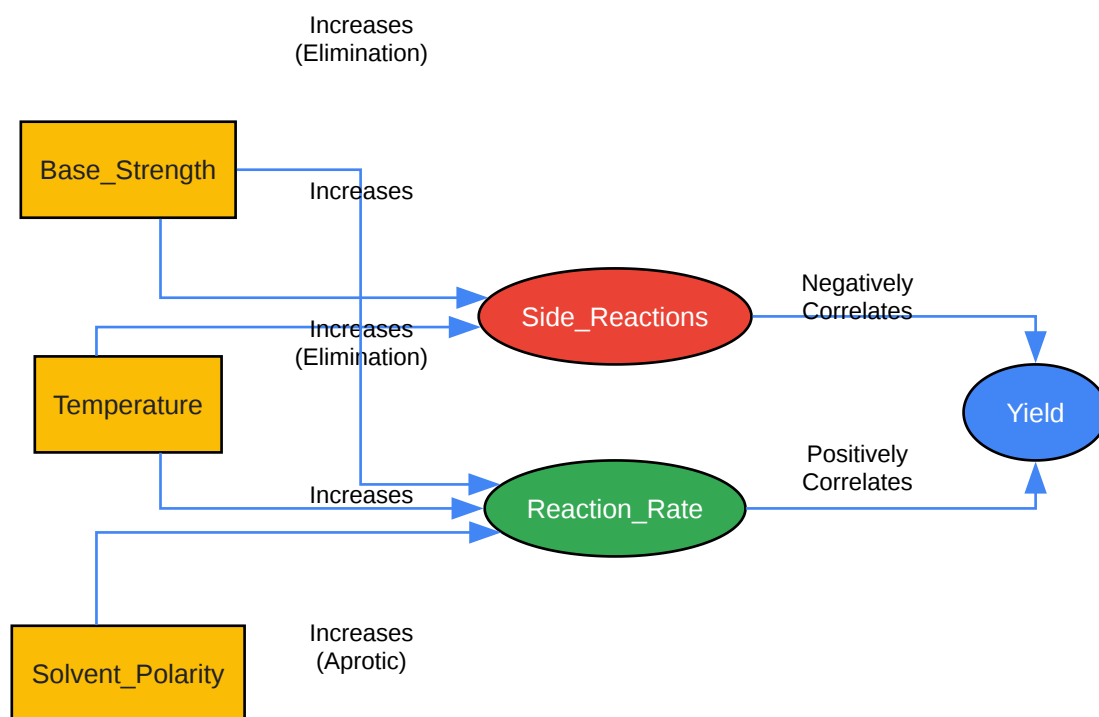 Increases
(Elimination)
Base_Strength
Increases
Side_Reactions
Negatively
Correlates
Increases
(Elimination)
Temperature
Yield
Positively
Correlates
Increases
Reaction_Rate
Increases
(Aprotic)
Solvent_Polarity